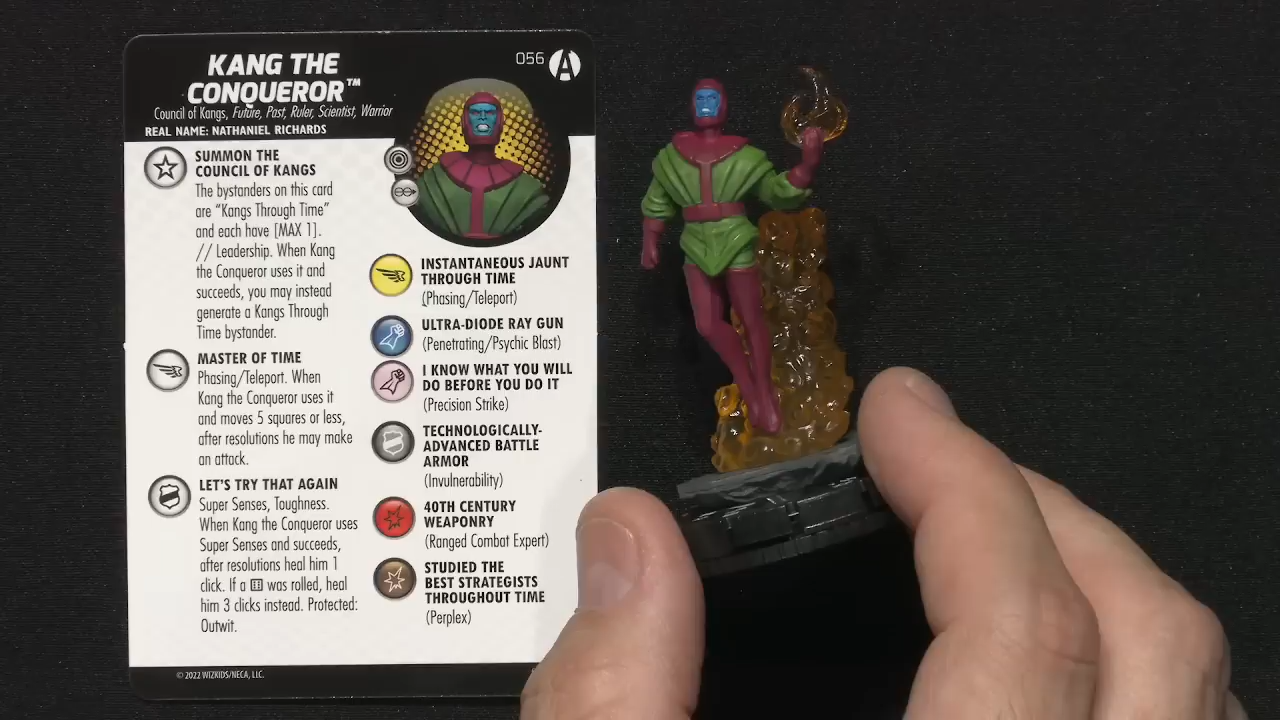 KANG THE
CONQUEROR™
056
Council of Kangs, Future, Past, Ruler, Scientist, Warrior
REAL NAME: NATHANIEL RICHARDS
SUMMON THE
COUNCIL OF KANGS
The bystanders on this card
are “Kangs Through Time”
and each have [MAX 1].
// Leadership. When Kang
the Conqueror uses it and
succeeds, you may instead
generate a Kangs Through
Time bystander.
MASTER OF TIME
Phasing/Teleport. When
Kang the Conqueror uses it
and moves 5 squares or less,
after resolutions he may make
an attack.
LET'S TRY THAT AGAIN
Super Senses, Toughness.
When Kang the Conqueror uses
Super Senses and succeeds,
after resolutions heal him 1
click. If a ⚅ was rolled, heal
him 3 clicks instead. Protected:
Outwit.
INSTANTANEOUS JAUNT
THROUGH TIME
(Phasing/Teleport)
ULTRA-DIODE RAY GUN
(Penetrating/Psychic Blast)
I KNOW WHAT YOU WILL
DO BEFORE YOU DO IT
(Precision Strike)
TECHNOLOGICALLY-
ADVANCED BATTLE
ARMOR
(Invulnerability)
40TH CENTURY
WEAPONRY
(Ranged Combat Expert)
STUDIED THE
BEST STRATEGISTS
THROUGHOUT TIME
(Perplex)
© 2022 WIZKIDS/NECA, LLC.